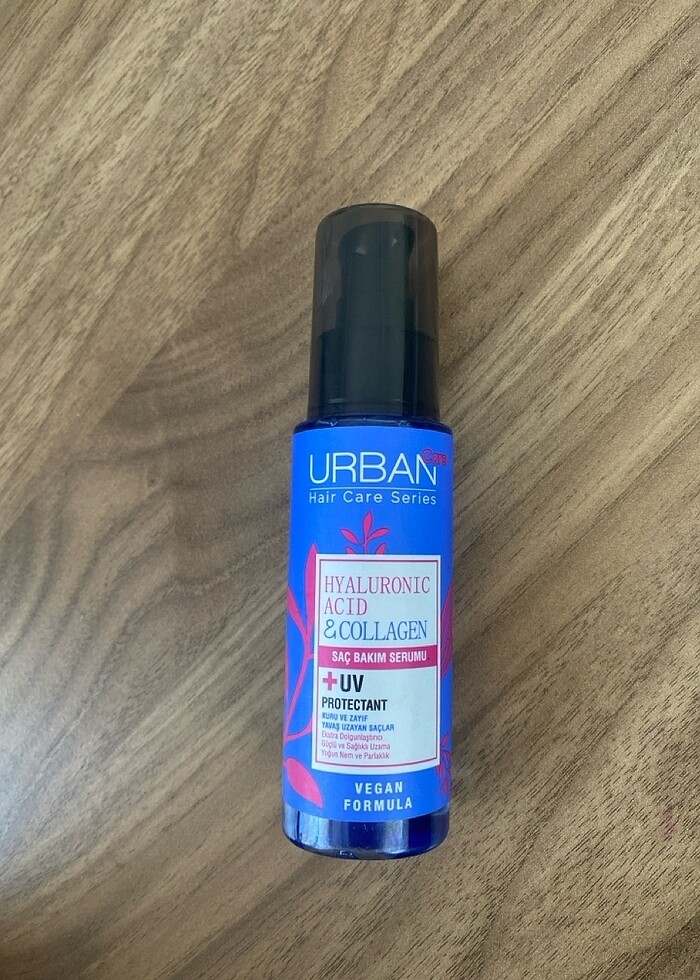 URBAN Care
Hair Care Series
HYALURONIC
ACID
& COLLAGEN
SAÇ BAKIM SERUMU
+UV
PROTECTANT
KURU VE ZAYIF
YAVAŞ UZAYAN SAÇLAR
Ekstra Dolgunlaştırıcı
Güçlü ve Sağlıklı Uzama
Yoğun Nem ve Parlaklık
VEGAN
FORMULA